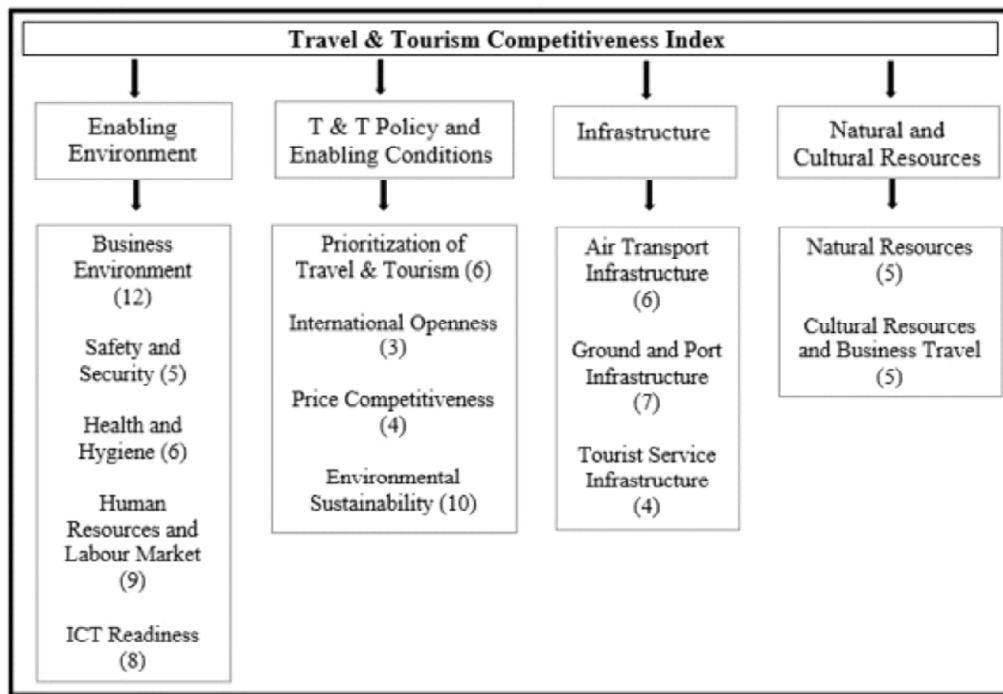 Travel & Tourism Competitiveness Index
Enabling
Environment
T & T Policy and
Enabling Conditions
Infrastructure
Natural and
Cultural Resources
Business
Environment
(12)
Safety and
Security (5)
Health and
Hygiene (6)
Human
Resources and
Labour Market
(9)
ICT Readiness
(8)
Prioritization of
Travel & Tourism (6)
International Openness
(3)
Price Competitiveness
(4)
Environmental
Sustainability (10)
Air Transport
Infrastructure
(6)
Ground and Port
Infrastructure
(7)
Tourist Service
Infrastructure
(4)
Natural Resources
(5)
Cultural Resources
and Business Travel
(5)